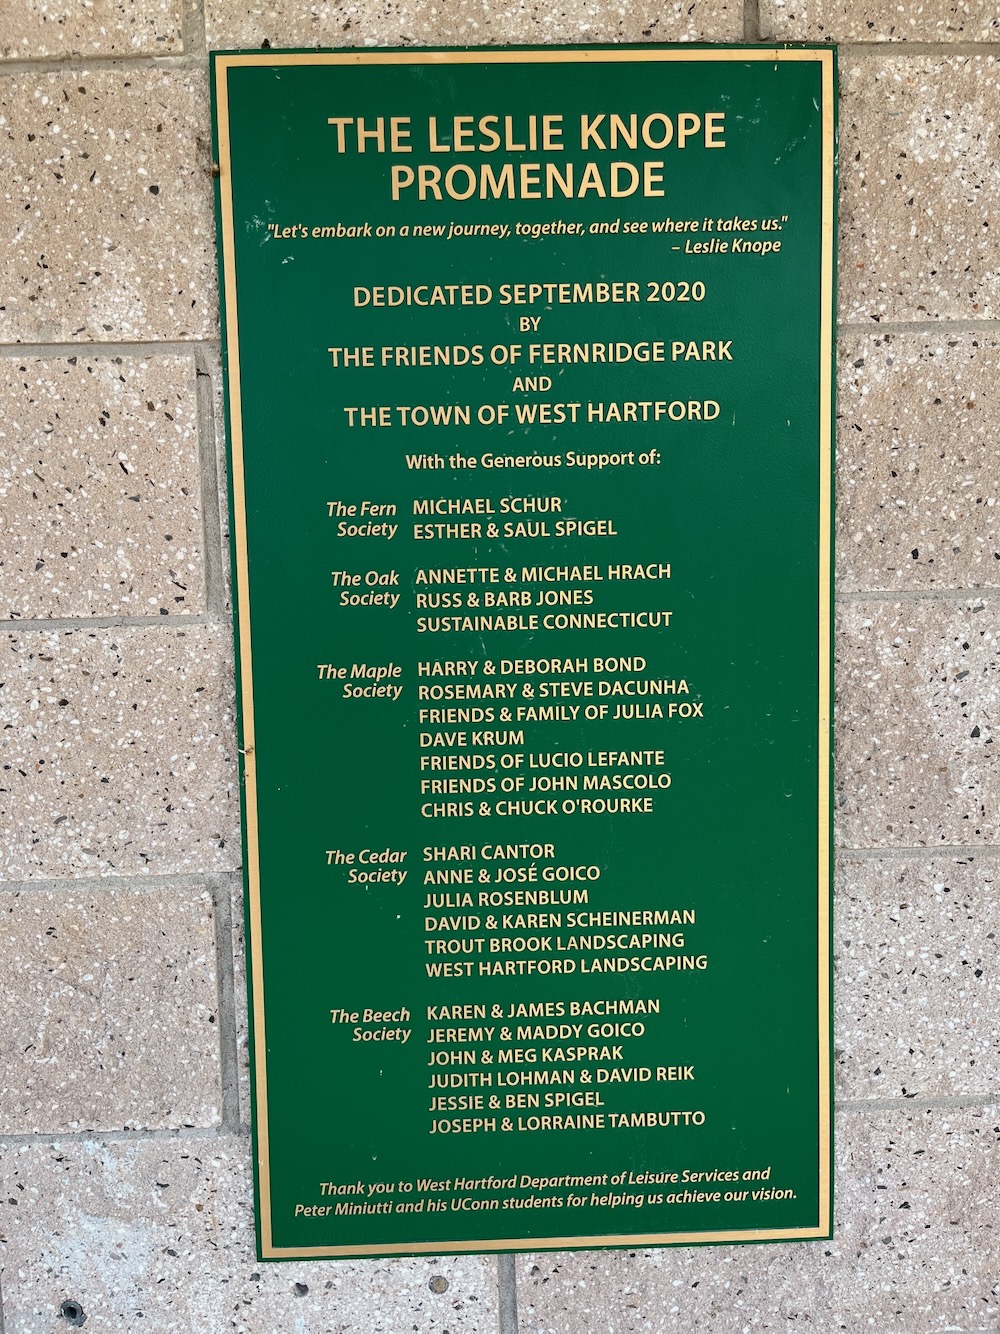 THE LESLIE KNOPE
PROMENADE
"Let's embark on a new journey, together, and see where it takes us."
– Leslie Knope
DEDICATED SEPTEMBER 2020
BY
THE FRIENDS OF FERNRIDGE PARK
AND
THE TOWN OF WEST HARTFORD
With the Generous Support of:
The Fern Society
MICHAEL SCHUR
ESTHER & SAUL SPIGEL
The Oak Society
ANNETTE & MICHAEL HRACH
RUSS & BARB JONES
SUSTAINABLE CONNECTICUT
The Maple Society
HARRY & DEBORAH BOND
ROSEMARY & STEVE DACUNHA
FRIENDS & FAMILY OF JULIA FOX
DAVE KRUM
FRIENDS OF LUCIO LEFANTE
FRIENDS OF JOHN MASCOLO
CHRIS & CHUCK O'ROURKE
The Cedar Society
SHARI CANTOR
ANNE & JOSÉ GOICO
JULIA ROSENBLUM
DAVID & KAREN SCHEINERMAN
TROUT BROOK LANDSCAPING
WEST HARTFORD LANDSCAPING
The Beech Society
KAREN & JAMES BACHMAN
JEREMY & MADDY GOICO
JOHN & MEG KASPRAK
JUDITH LOHMAN & DAVID REIK
JESSIE & BEN SPIGEL
JOSEPH & LORRAINE TAMBUTTO
Thank you to West Hartford Department of Leisure Services and
Peter Miniutti and his UConn students for helping us achieve our vision.